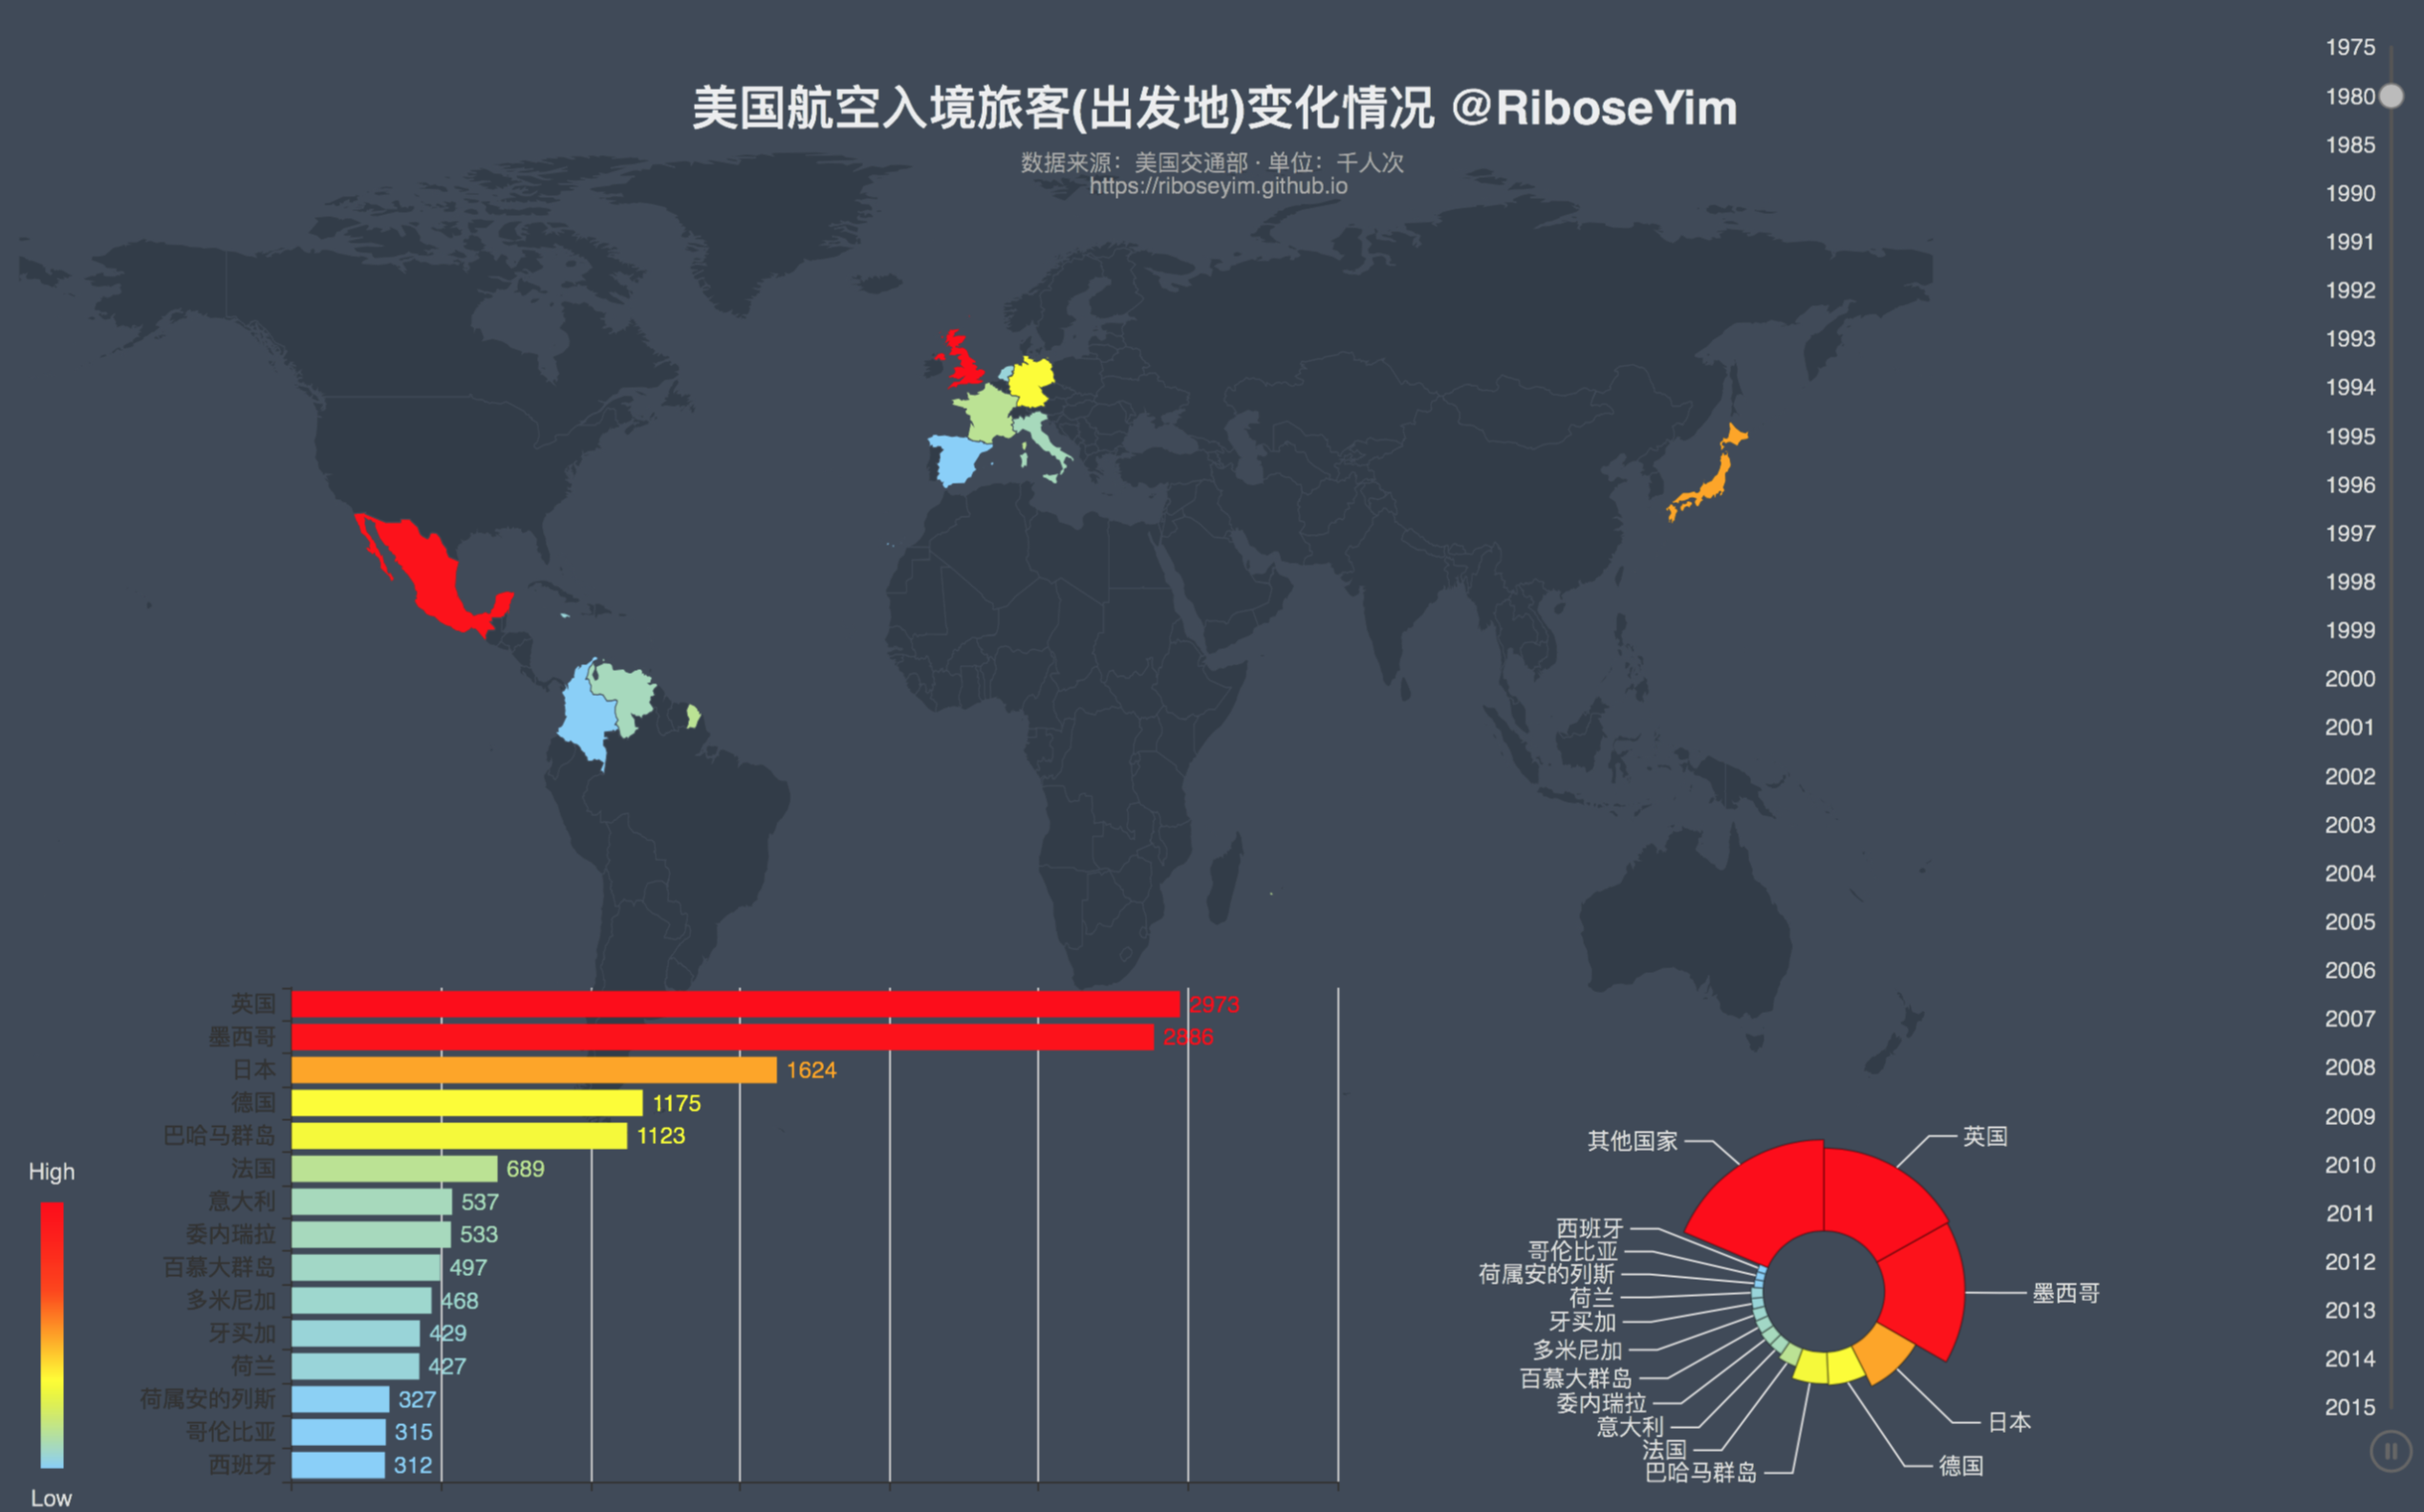 美国航空入境旅客(出发地)变化情况 @RiboseYim
数据来源：美国交通部 · 单位：千人次
https://riboseyim.github.io
1975
1980
1985
1990
1991
1992
1993
1994
1995
1996
1997
1998
1999
2000
2001
2002
2003
2004
2005
2006
2007
2008
2009
2010
2011
2012
2013
2014
2015
英国 2973
墨西哥 2886
日本 1624
德国 1175
巴哈马群岛 1123
法国 689
意大利 537
委内瑞拉 533
百慕大群岛 497
多米尼加 468
牙买加 429
荷兰 427
荷属安的列斯 327
哥伦比亚 315
西班牙 312
High
Low
其他国家
英国
西班牙
哥伦比亚
荷属安的列斯
荷兰
墨西哥
牙买加
多米尼加
百慕大群岛
委内瑞拉
意大利
日本
法国
德国
巴哈马群岛